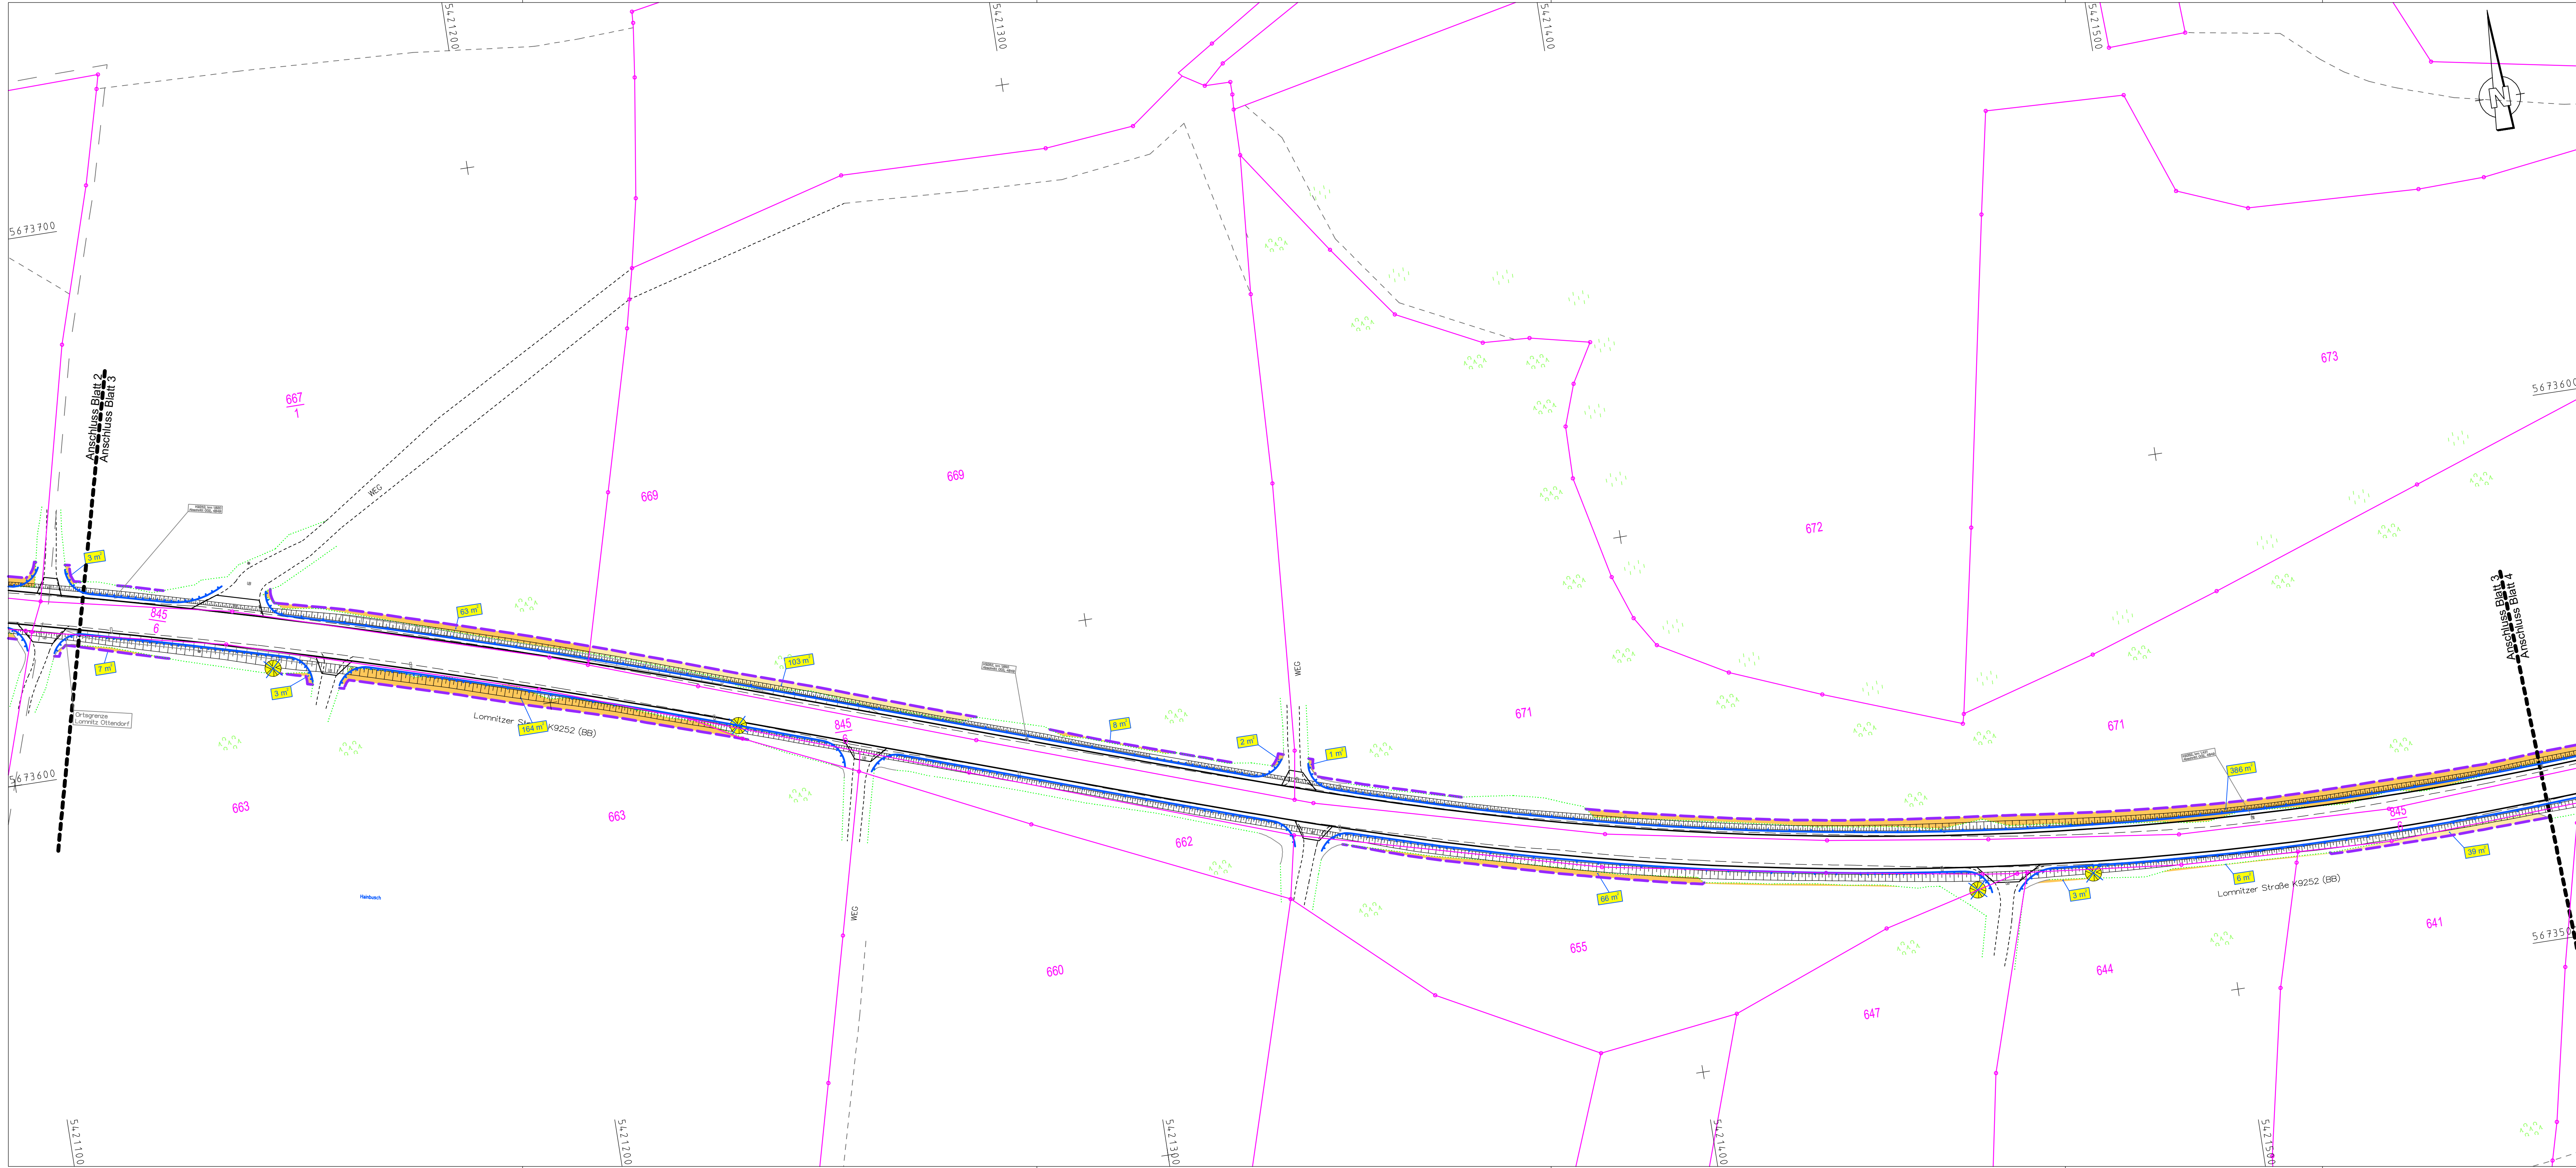 5421200
5421300
5421400
5421500
N
5673700
673
5673600
Anschluss Blatt 2
Anschluss Blatt 3
667
1
669
669
WEG
672
3 m²
845
6
63 m²
103 m²
7 m²
3 m²
Ortsgrenze
Lomnitz Ottendorf
164 m²
K9252 (BB)
845
6
8 m²
2 m²
1 m²
WEG
671
671
Anschluss Blatt 3
Anschluss Blatt 4
386 m²
845
6
5673600
663
663
662
66 m²
3 m²
6 m²
39 m²
Lomnitzer Straße K9252 (BB)
Hainbusch
WEG
660
655
647
644
641
5421100
5421200
5421300
5421400
5421500